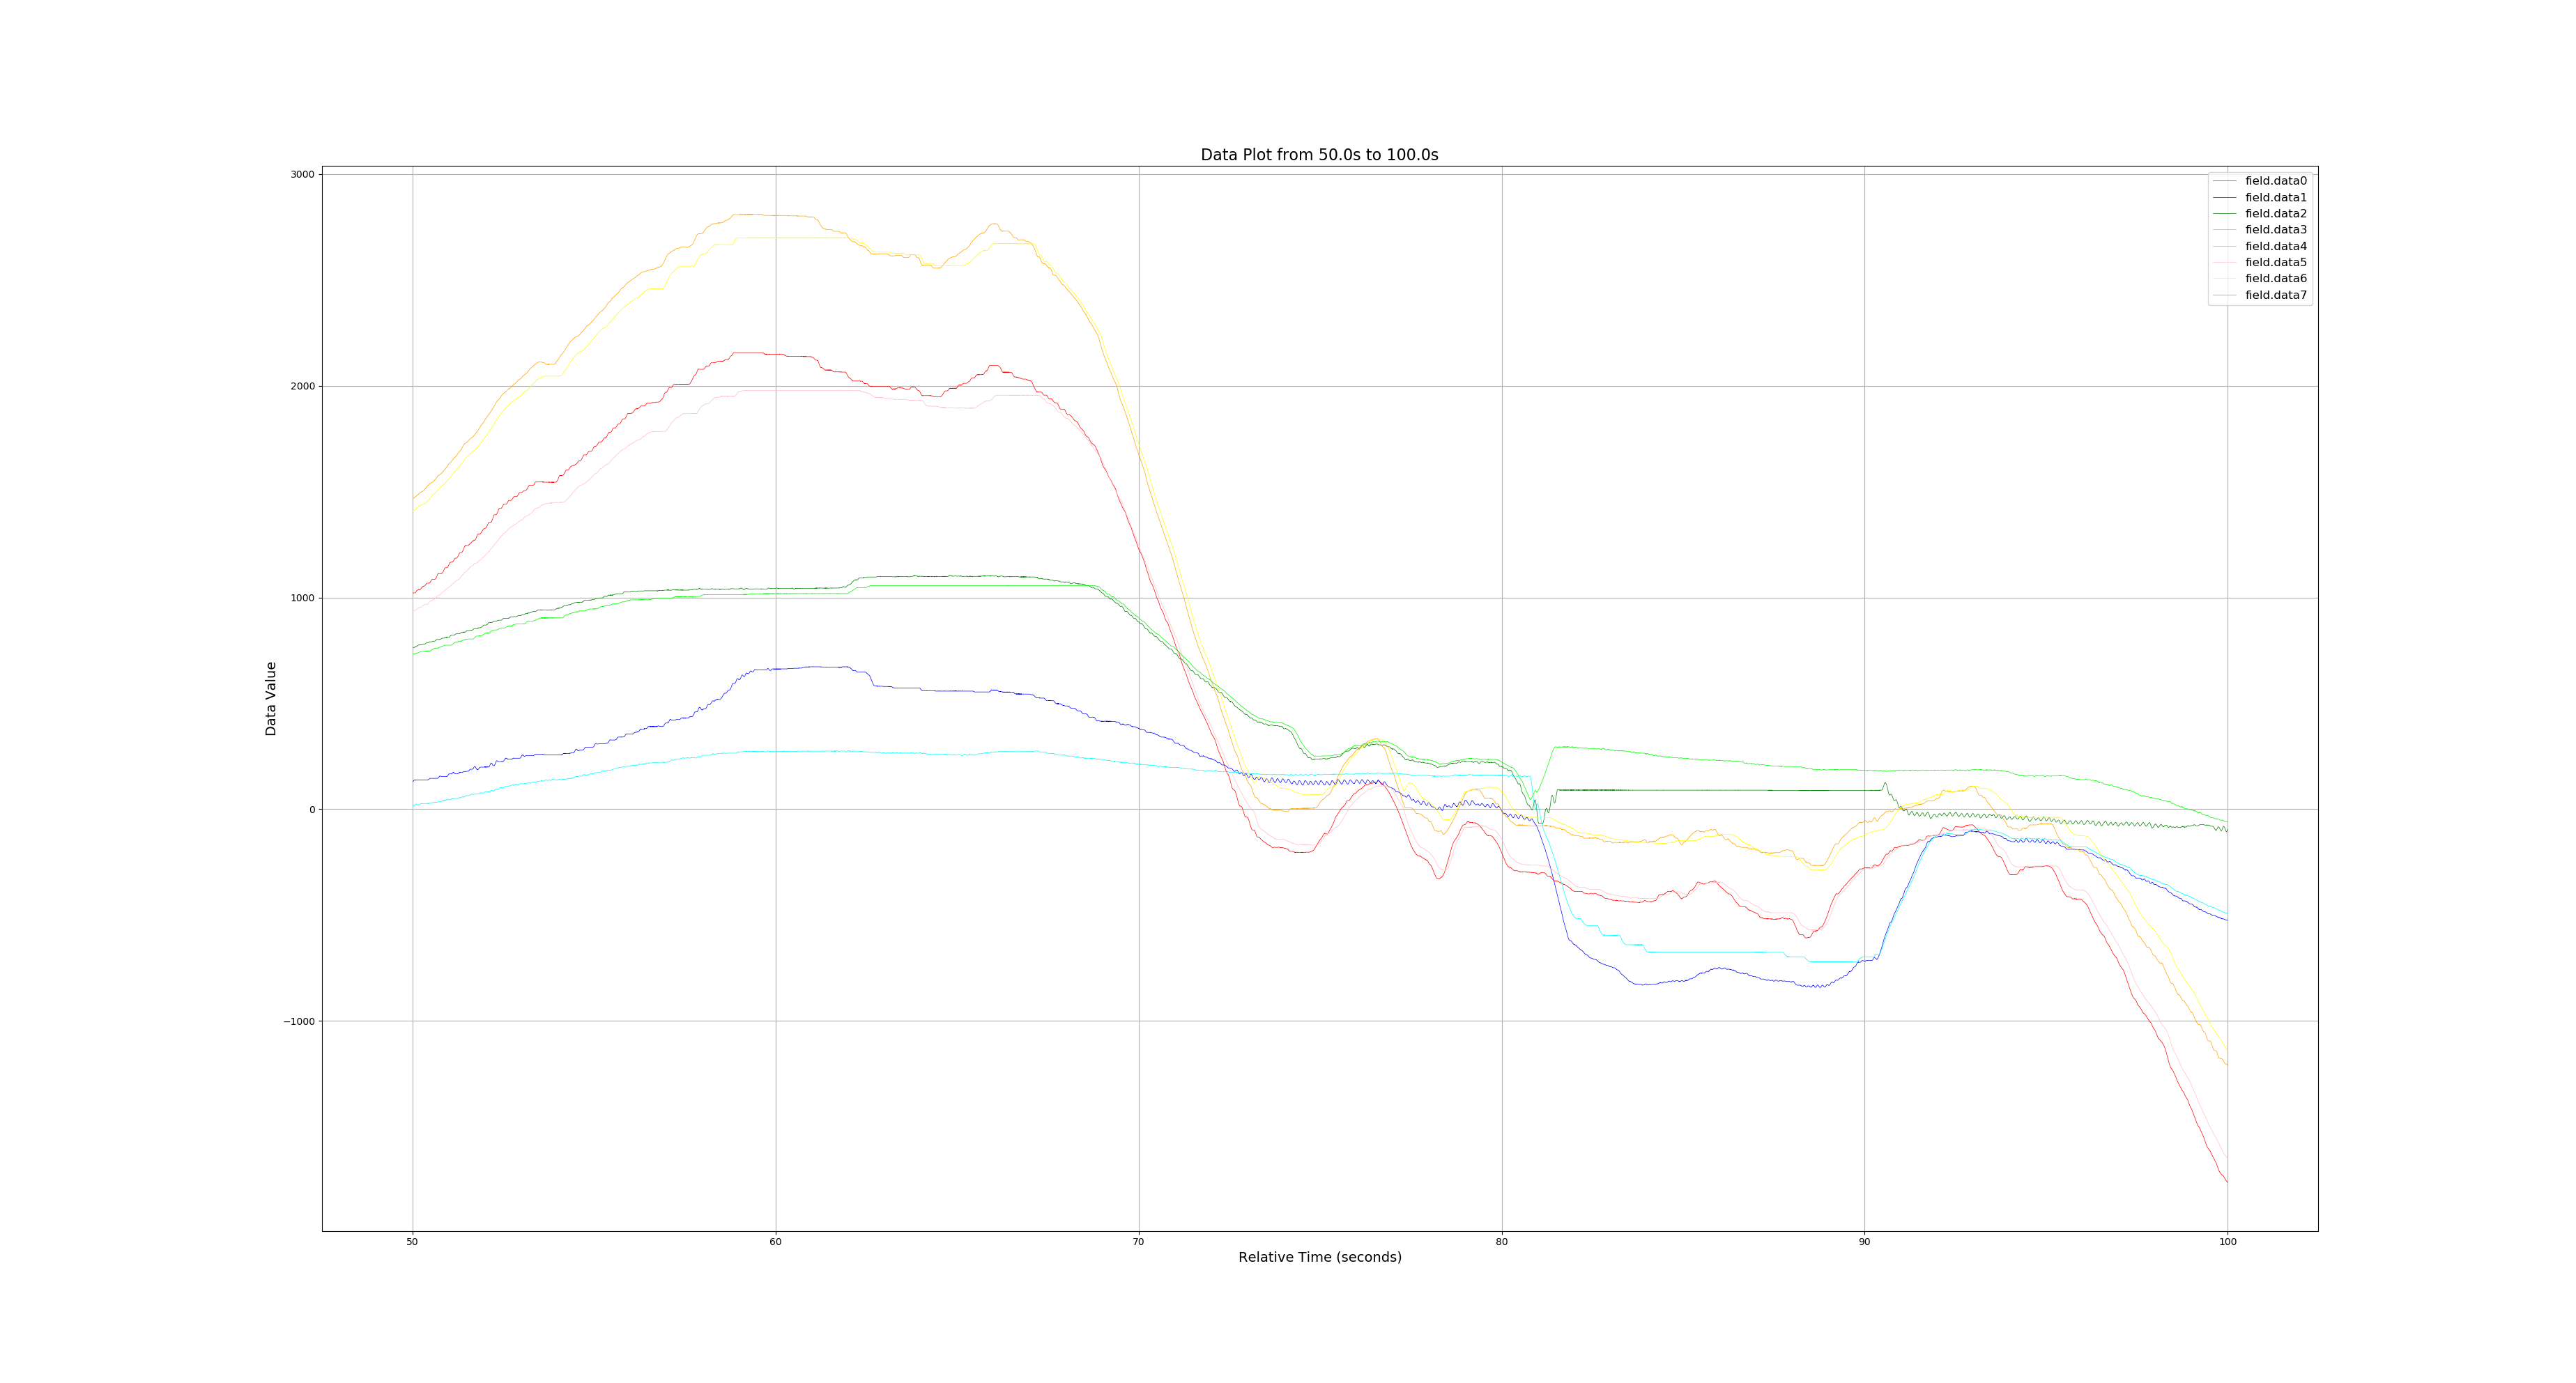 Data Plot from 50.0s to 100.0s
3000
2000
1000
0
−1000
Data Value
50
60
70
80
90
100
Relative Time (seconds)
field.data0
field.data1
field.data2
field.data3
field.data4
field.data5
field.data6
field.data7